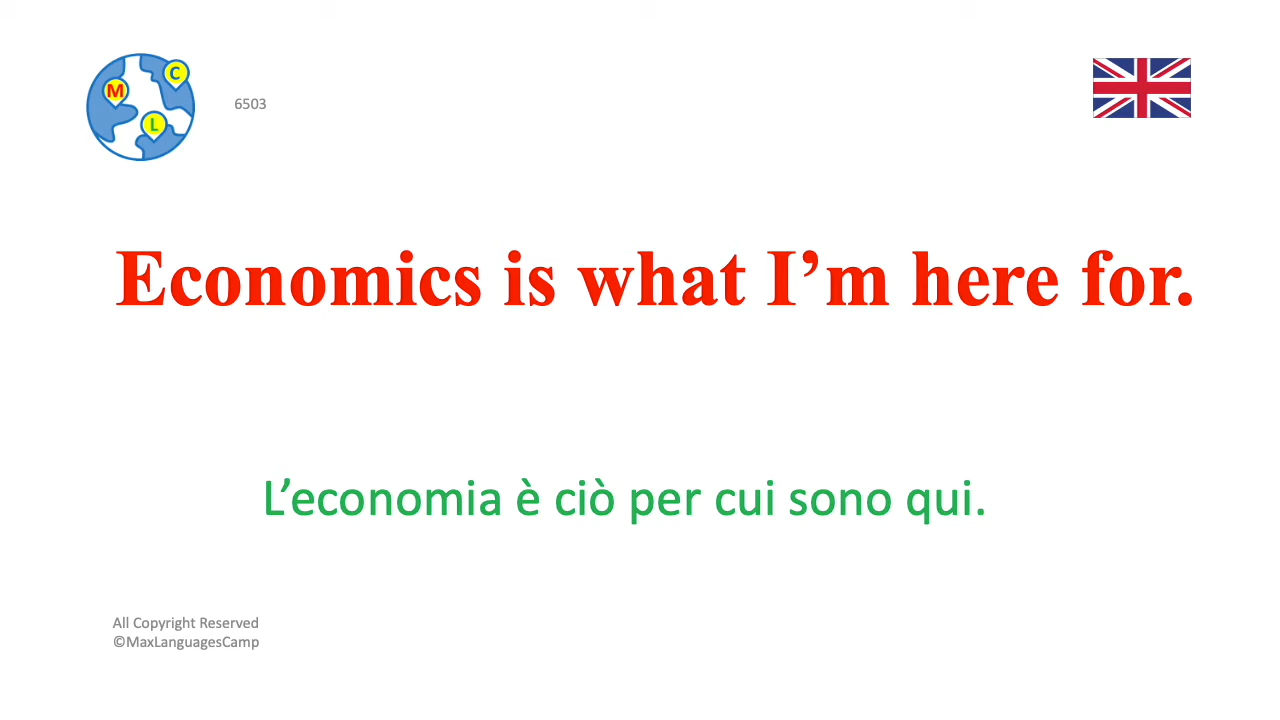 M
C
L
6503
Economics is what I’m here for.
L’economia è ciò per cui sono qui.
All Copyright Reserved
©MaxLanguagesCamp